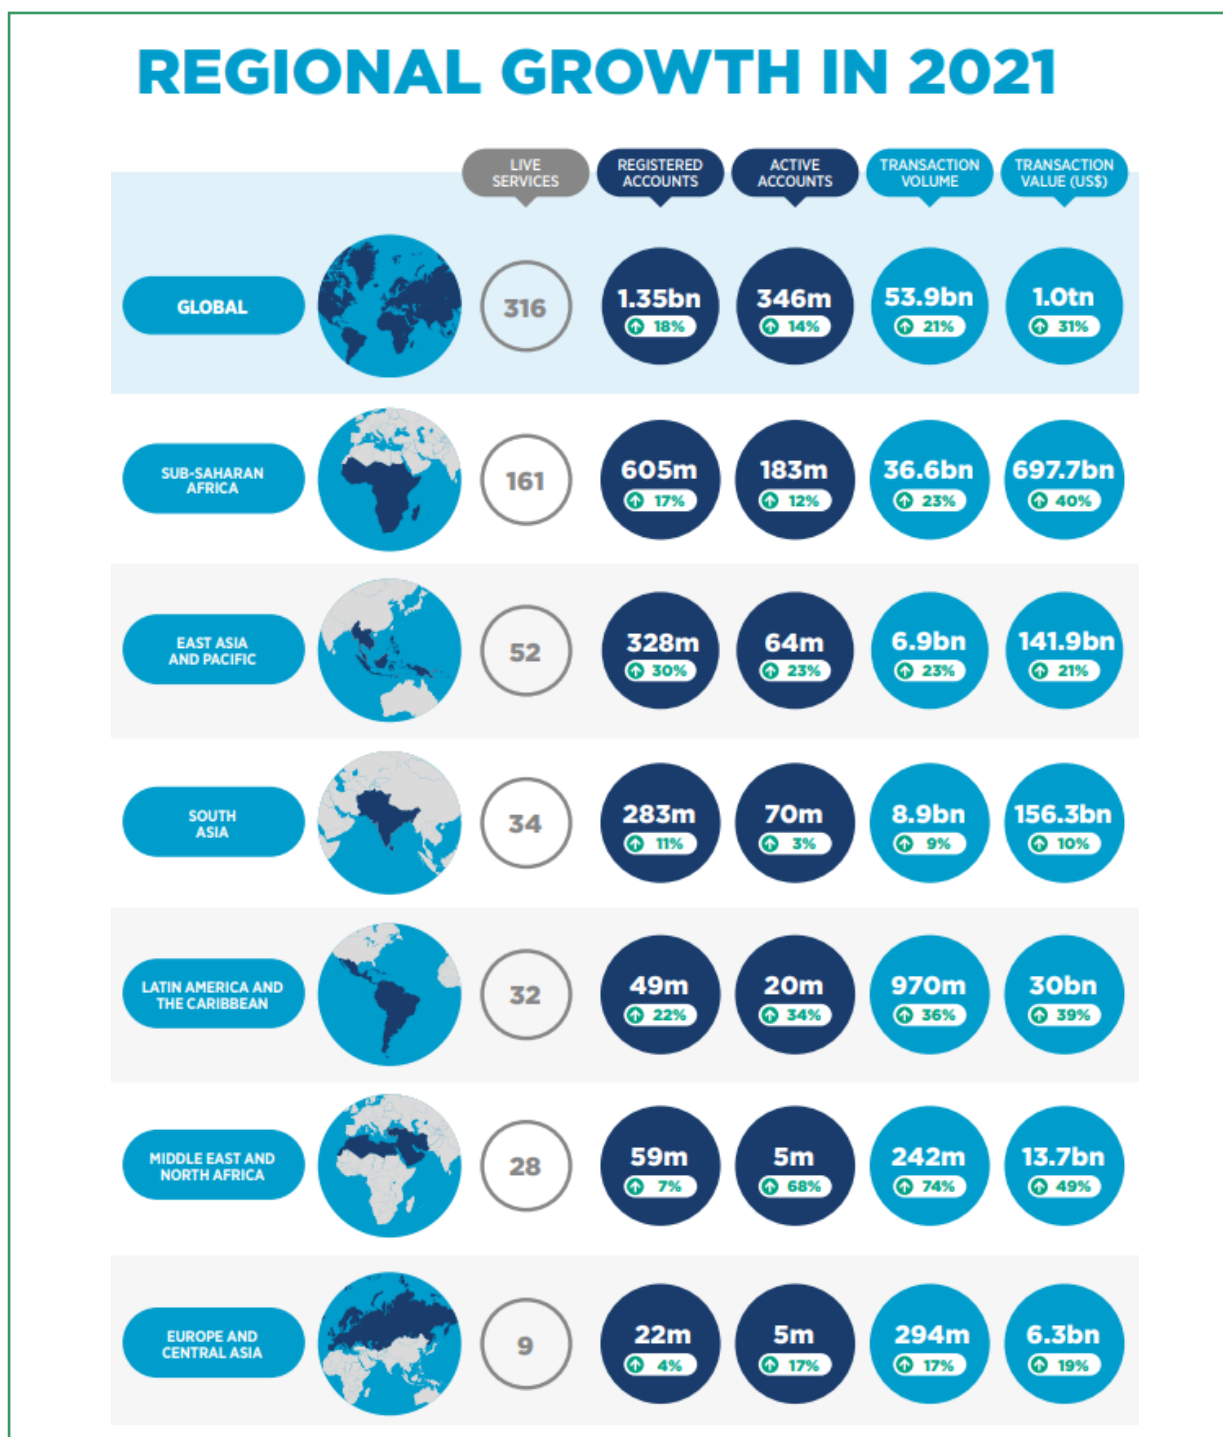 REGIONAL GROWTH IN 2021
LIVE
SERVICES
REGISTERED
ACCOUNTS
ACTIVE
ACCOUNTS
TRANSACTION
VOLUME
TRANSACTION
VALUE (US$)
GLOBAL
316
1.35bn
18%
346m
14%
53.9bn
21%
1.0tn
31%
SUB-SAHARAN
AFRICA
161
605m
17%
183m
12%
36.6bn
23%
697.7bn
40%
EAST ASIA
AND PACIFIC
52
328m
30%
64m
23%
6.9bn
23%
141.9bn
21%
SOUTH
ASIA
34
283m
11%
70m
3%
8.9bn
9%
156.3bn
10%
LATIN AMERICA AND
THE CARIBBEAN
32
49m
22%
20m
34%
970m
36%
30bn
39%
MIDDLE EAST AND
NORTH AFRICA
28
59m
7%
5m
68%
242m
74%
13.7bn
49%
EUROPE AND
CENTRAL ASIA
9
22m
4%
5m
17%
294m
17%
6.3bn
19%